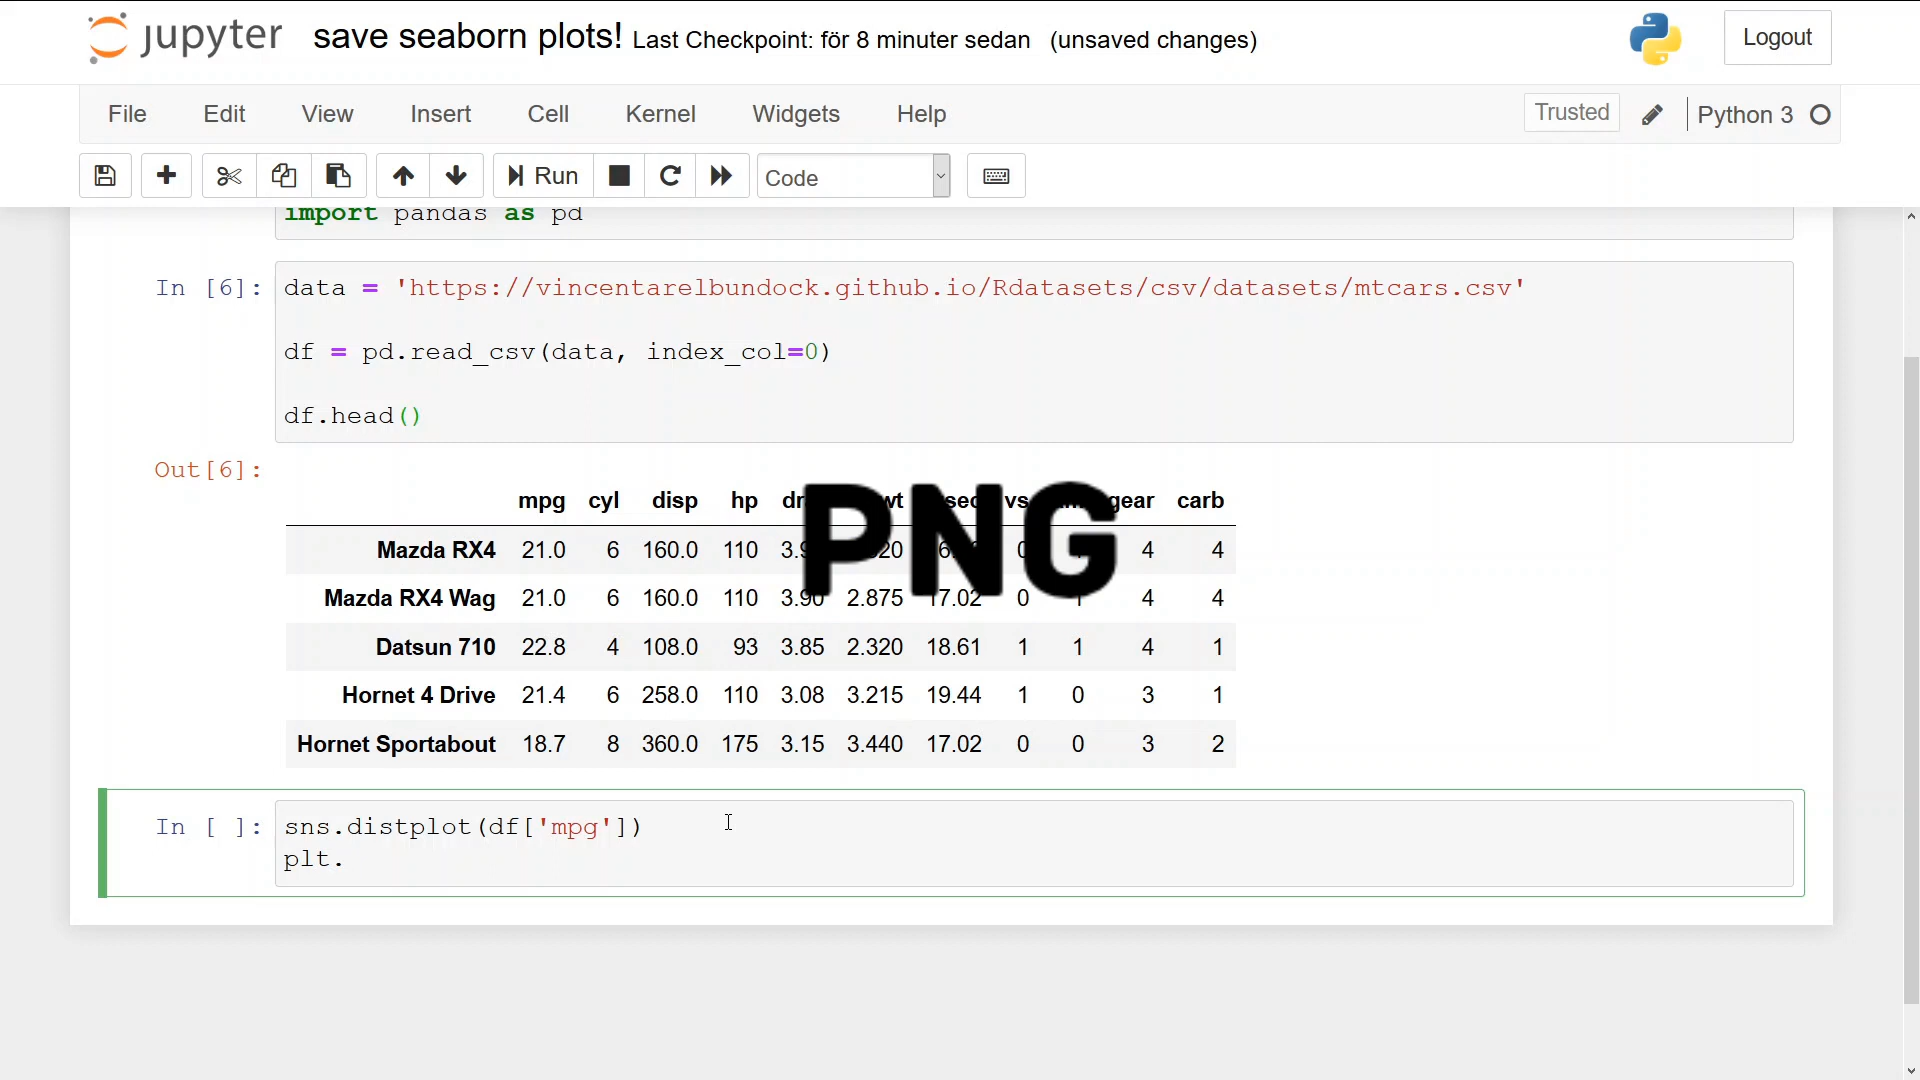 jupyter save seaborn plots! Last Checkpoint: för 8 minuter sedan (unsaved changes) Logout
File Edit View Insert Cell Kernel Widgets Help Trusted Python 3
Run Code
import pandas as pd
In [6]: data = 'https://vincentarelbundock.github.io/Rdatasets/csv/datasets/mtcars.csv'
df = pd.read_csv(data, index_col=0)
df.head()
Out[6]:
mpg cyl disp hp vs gear carb
PNG
Mazda RX4 21.0 6 160.0 110 4 4
Mazda RX4 Wag 21.0 6 160.0 110 3.90 2.875 17.02 0 1 4 4
Datsun 710 22.8 4 108.0 93 3.85 2.320 18.61 1 1 4 1
Hornet 4 Drive 21.4 6 258.0 110 3.08 3.215 19.44 1 0 3 1
Hornet Sportabout 18.7 8 360.0 175 3.15 3.440 17.02 0 0 3 2
In [ ]: sns.distplot(df['mpg'])
plt.